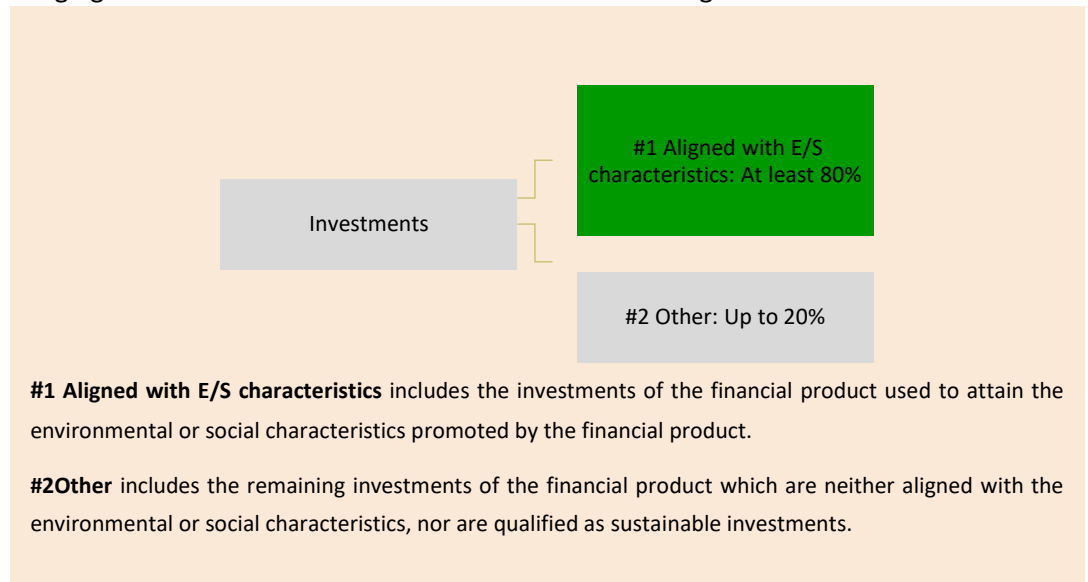 #1 Aligned with E/S
characteristics: At least 80%
Investments
#2 Other: Up to 20%
#1 Aligned with E/S characteristics includes the investments of the financial product used to attain the
environmental or social characteristics promoted by the financial product.
#2Other includes the remaining investments of the financial product which are neither aligned with the
environmental or social characteristics, nor are qualified as sustainable investments.